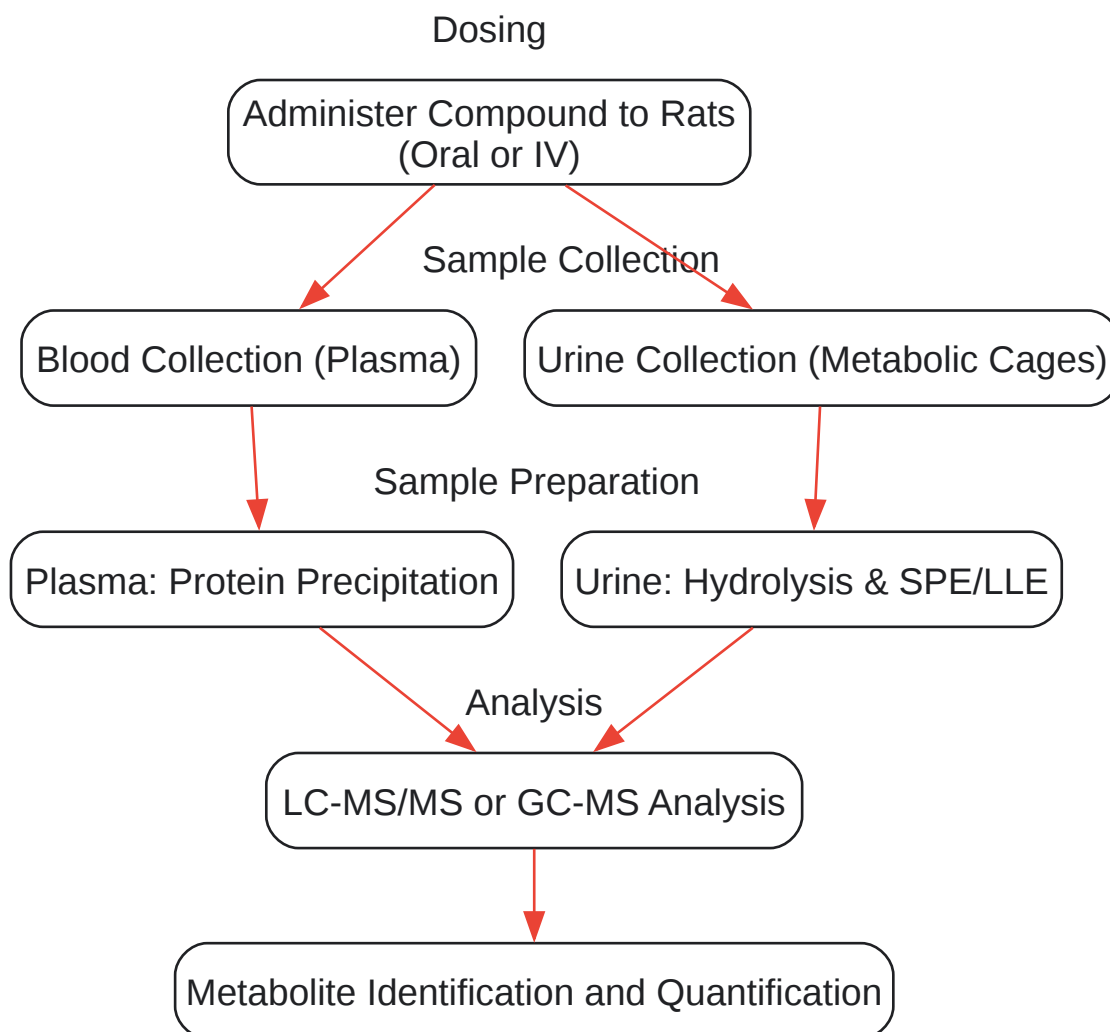 Dosing
Administer Compound to Rats
(Oral or IV)
Sample Collection
Blood Collection (Plasma)
Urine Collection (Metabolic Cages)
Sample Preparation
Plasma: Protein Precipitation
Urine: Hydrolysis & SPE/LLE
Analysis
LC-MS/MS or GC-MS Analysis
Metabolite Identification and Quantification